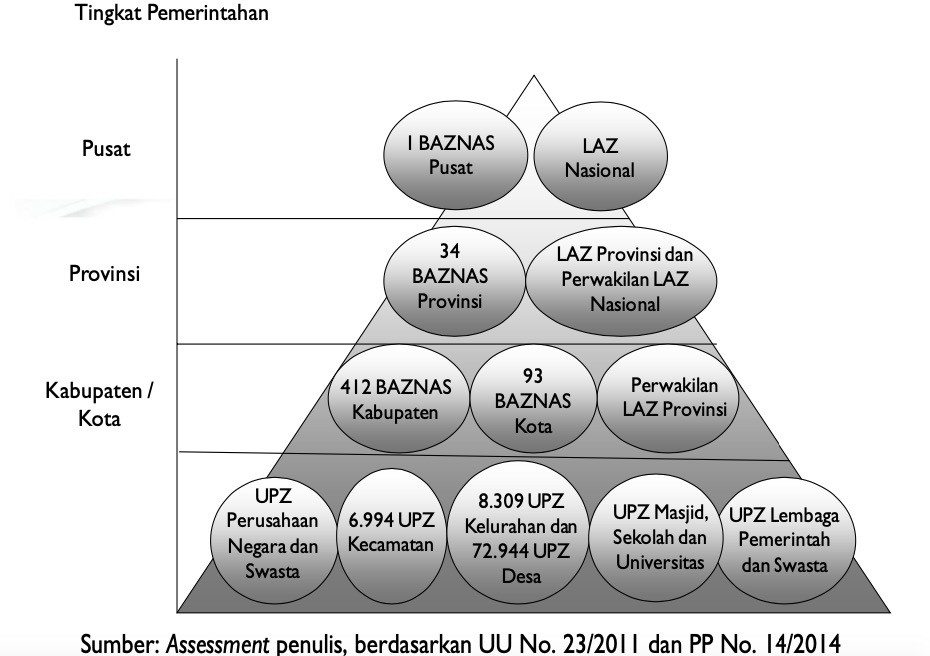 Tingkat Pemerintahan
Pusat
1 BAZNAS
Pusat
LAZ
Nasional
Provinsi
34
BAZNAS
Provinsi
LAZ Provinsi dan
Perwakilan LAZ
Nasional
Kabupaten /
Kota
412 BAZNAS
Kabupaten
93
BAZNAS
Kota
Perwakilan
LAZ Provinsi
UPZ
Perusahaan
Negara dan
Swasta
6.994 UPZ
Kecamatan
8.309 UPZ
Kelurahan dan
72.944 UPZ
Desa
UPZ Masjid,
Sekolah dan
Universitas
UPZ Lembaga
Pemerintah
dan Swasta
Sumber: Assessment penulis, berdasarkan UU No. 23/2011 dan PP No. 14/2014